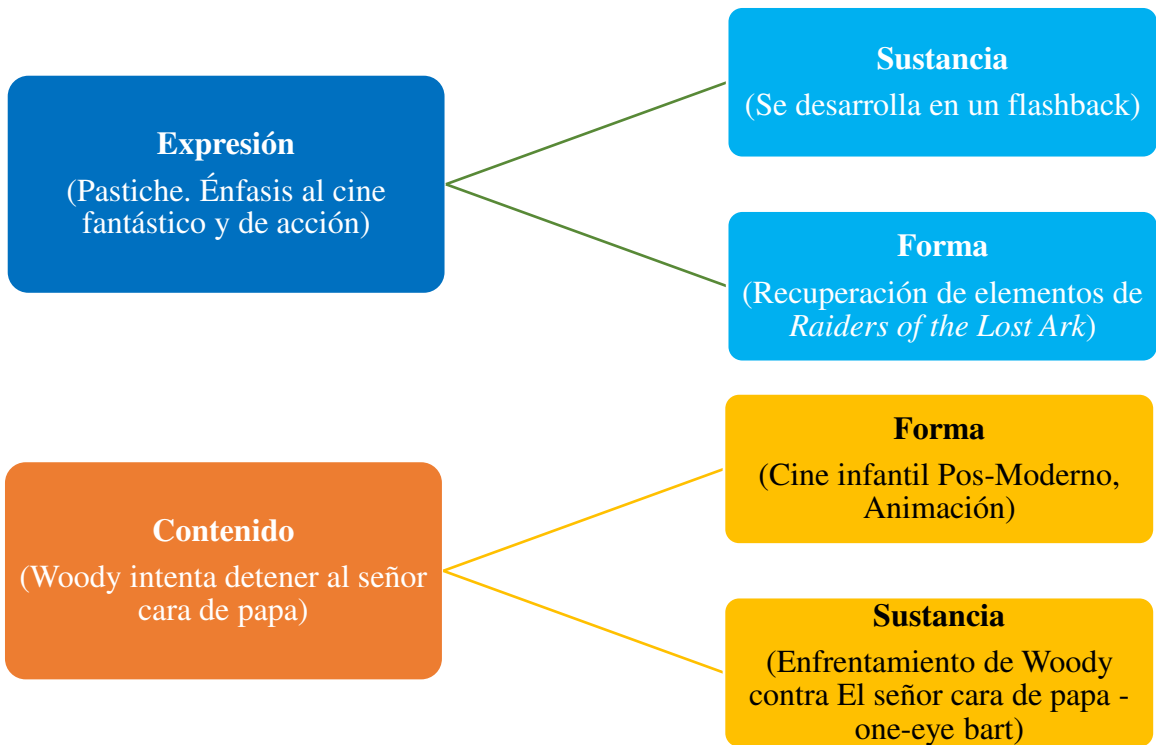 Expresión
(Pastiche. Énfasis al cine
fantástico y de acción)
Sustancia
(Se desarrolla en un flashback)
Forma
(Recuperación de elementos de
Raiders of the Lost Ark)
Contenido
(Woody intenta detener al señor
cara de papa)
Forma
(Cine infantil Pos-Moderno,
Animación)
Sustancia
(Enfrentamiento de Woody
contra El señor cara de papa -
one-eye bart)